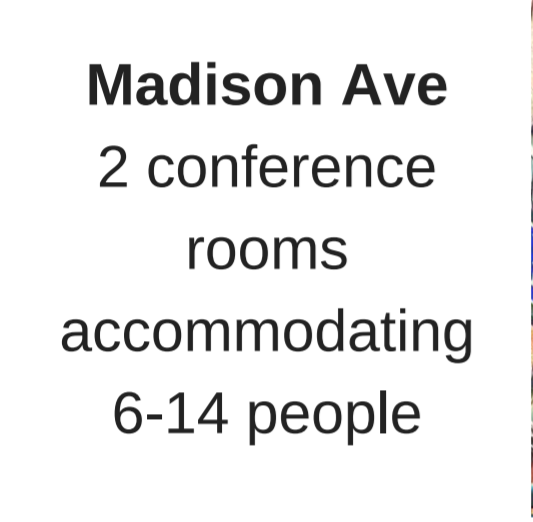 Madison Ave
2 conference
rooms
accommodating
6-14 people